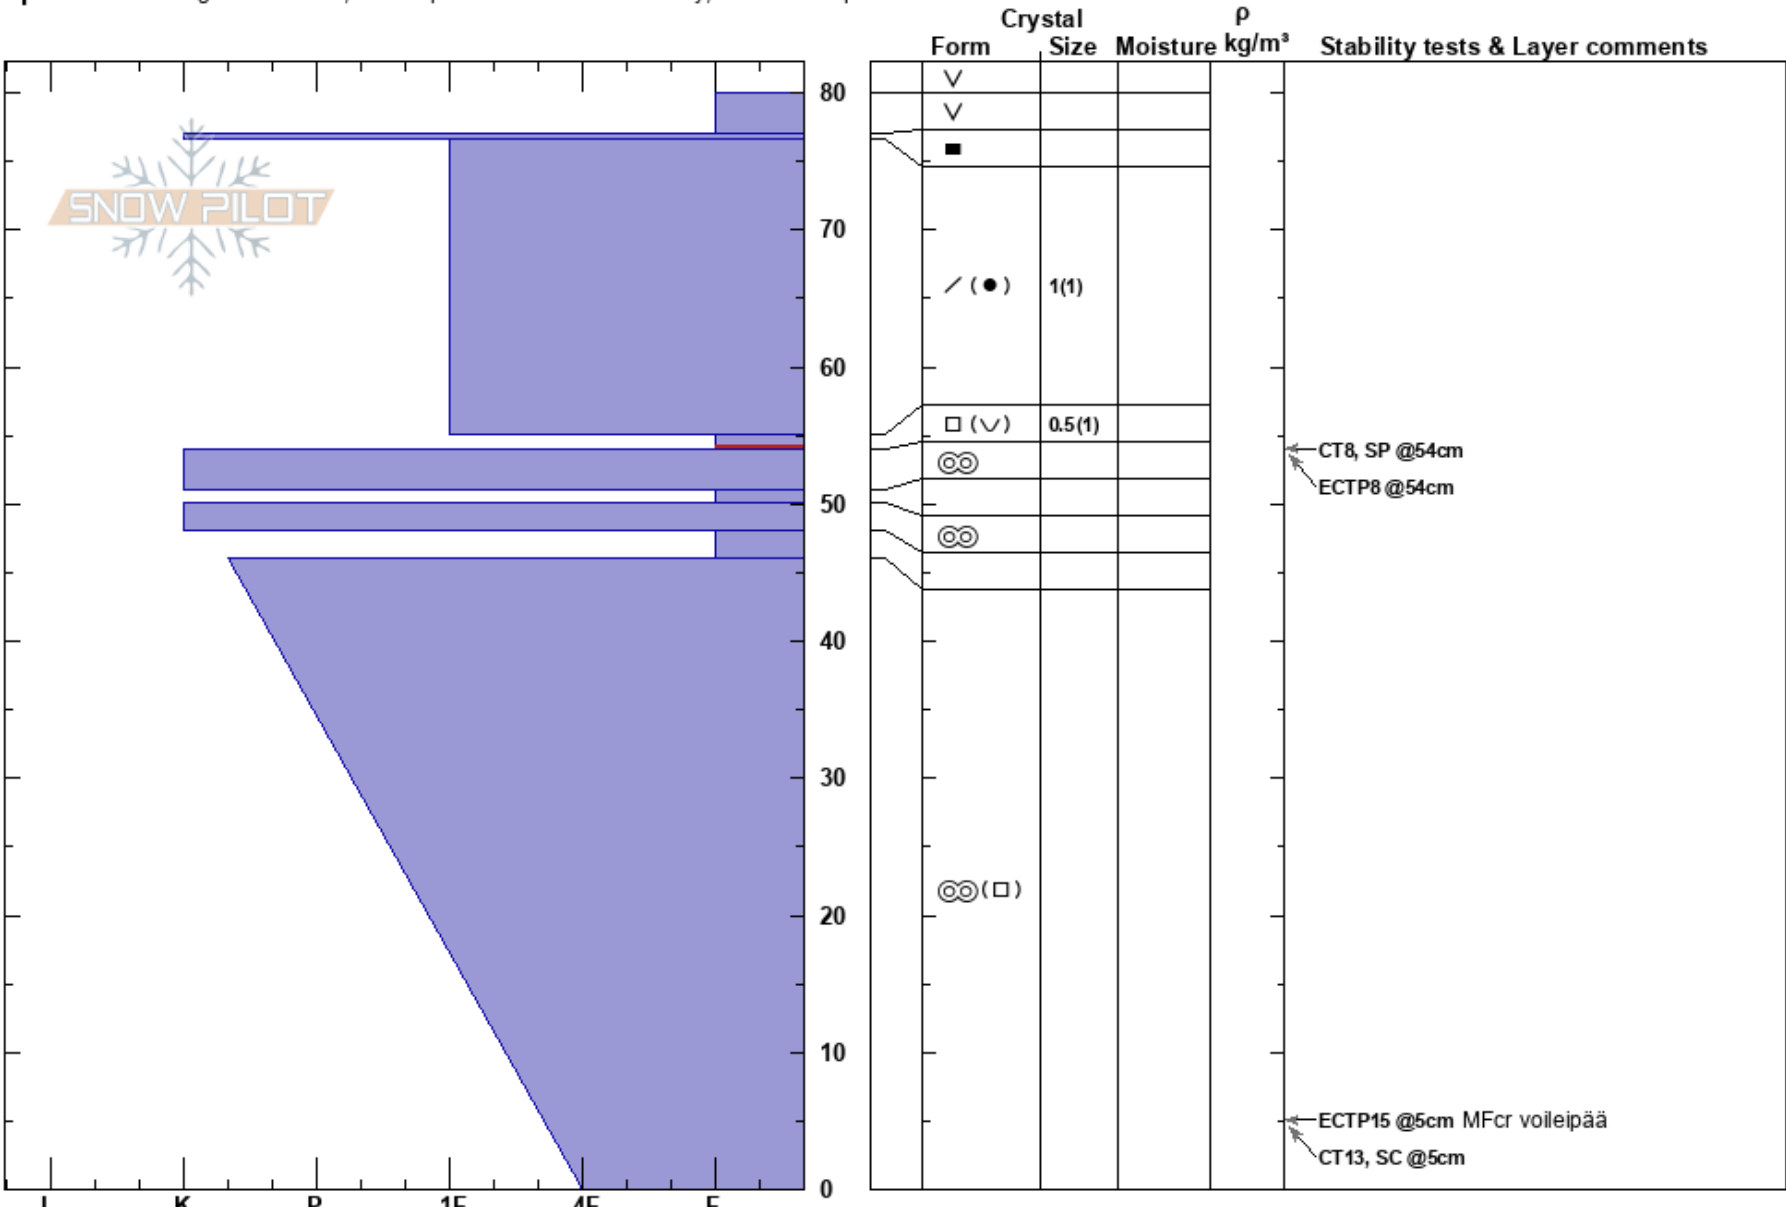 Crystal
ρ
Form Size Moisture kg/m³ Stability tests & Layer comments
80
SNOW PILOT
70
( ) 1(1)
60
( ) 0.5(1)
CT8, SP @54cm
ECTP8 @54cm
50
40
30
( )
20
10
ECTP15 @5cm MFcr voileipää
CT13, SC @5cm
0
I K P 1F 4F F